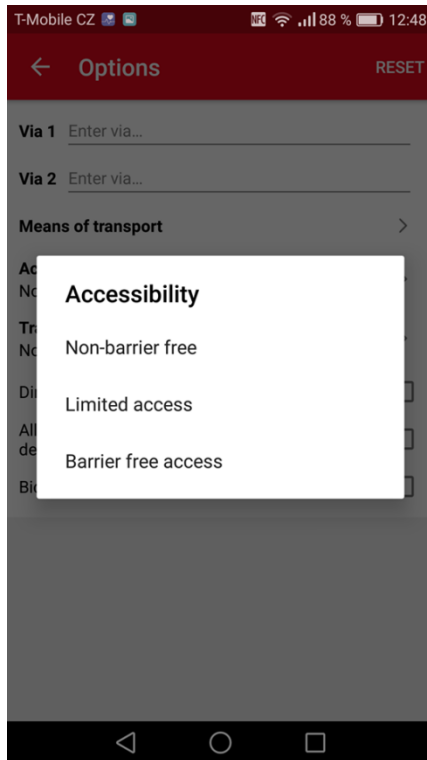 T-Mobile CZ NFC 88 % 12:48
Options RESET
Via 1 Enter via...
Via 2 Enter via...
Means of transport
Accessibility
Non-barrier free
Limited access
Barrier free access